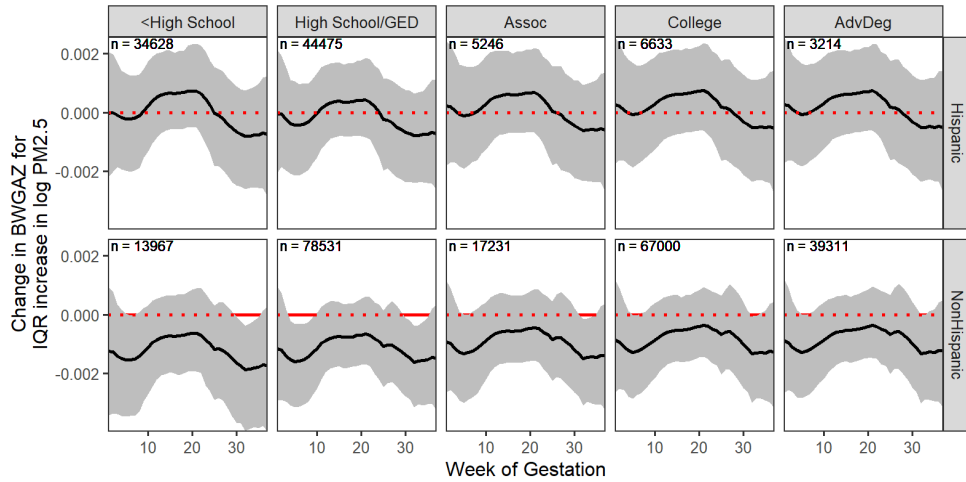 <High School
High School/GED
Assoc
College
AdvDeg
n = 34628
n = 44475
n = 5246
n = 6633
n = 3214
0.002
0.000
-0.002
Hispanic
n = 13967
n = 78531
n = 17231
n = 67000
n = 39311
0.002
0.000
-0.002
NonHispanic
Change in BWGAZ for
IQR increase in log PM2.5
10 20 30
10 20 30
10 20 30
10 20 30
10 20 30
Week of Gestation